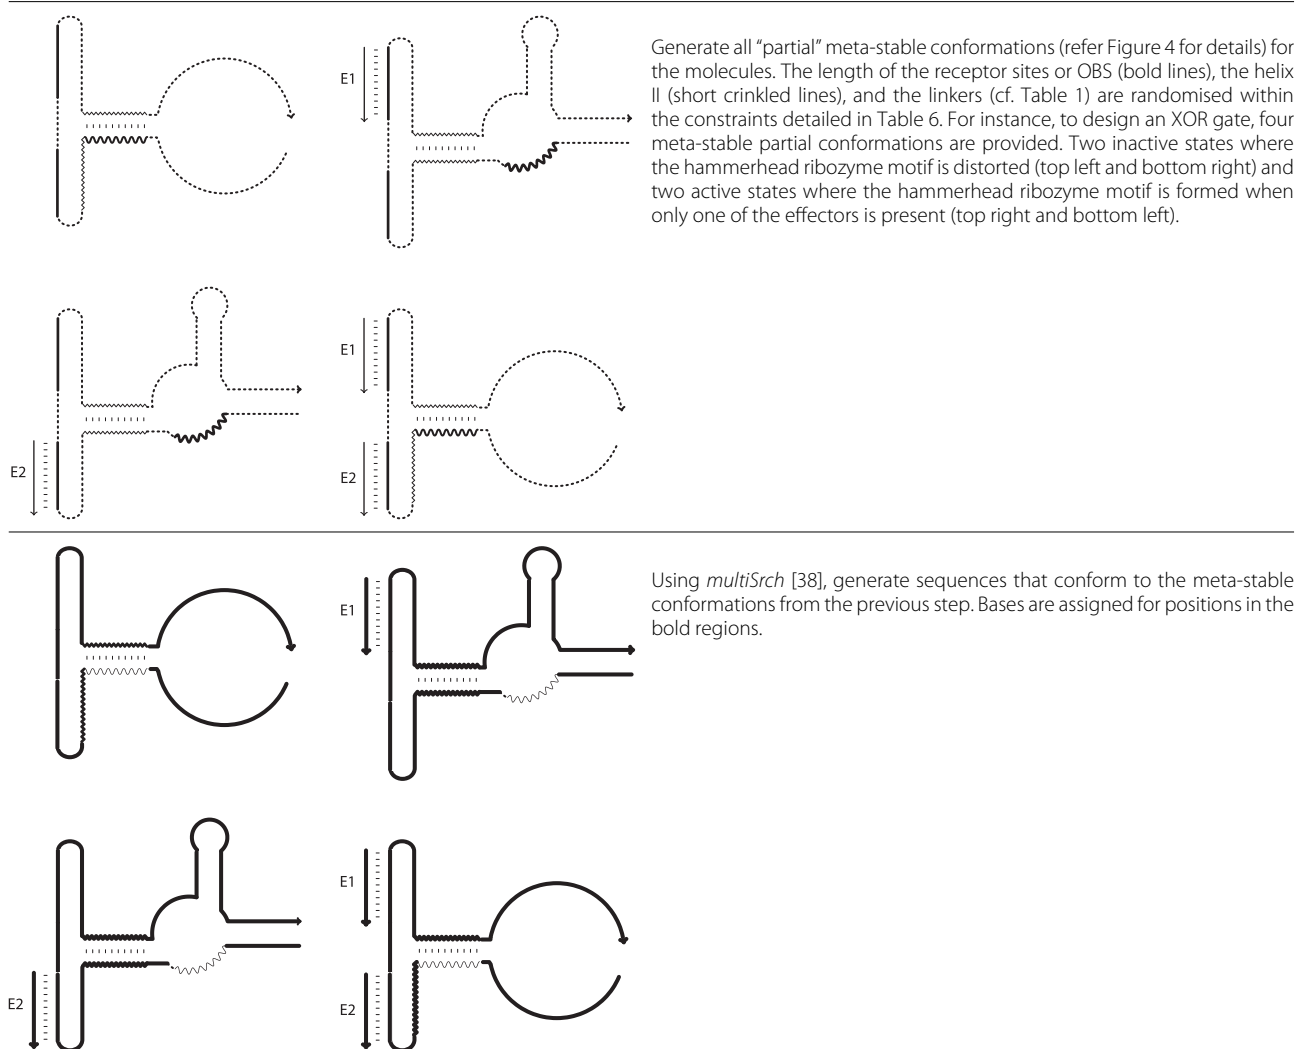 E1
Generate all “partial” meta-stable conformations (refer Figure 4 for details) for
the molecules. The length of the receptor sites or OBS (bold lines), the helix
II (short crinkled lines), and the linkers (cf. Table 1) are randomised within
the constraints detailed in Table 6. For instance, to design an XOR gate, four
meta-stable partial conformations are provided. Two inactive states where
the hammerhead ribozyme motif is distorted (top left and bottom right) and
two active states where the hammerhead ribozyme motif is formed when
only one of the effectors is present (top right and bottom left).
E1
E2
E2
E1
Using multiSrch [38], generate sequences that conform to the meta-stable
conformations from the previous step. Bases are assigned for positions in the
bold regions.
E1
E2
E2